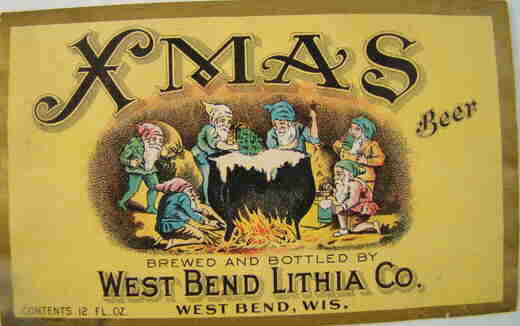 XMAS
Beer
BREWED AND BOTTLED BY
WEST BEND LITHIA CO.
CONTENTS 12 FL. OZ.
WEST BEND, WIS.